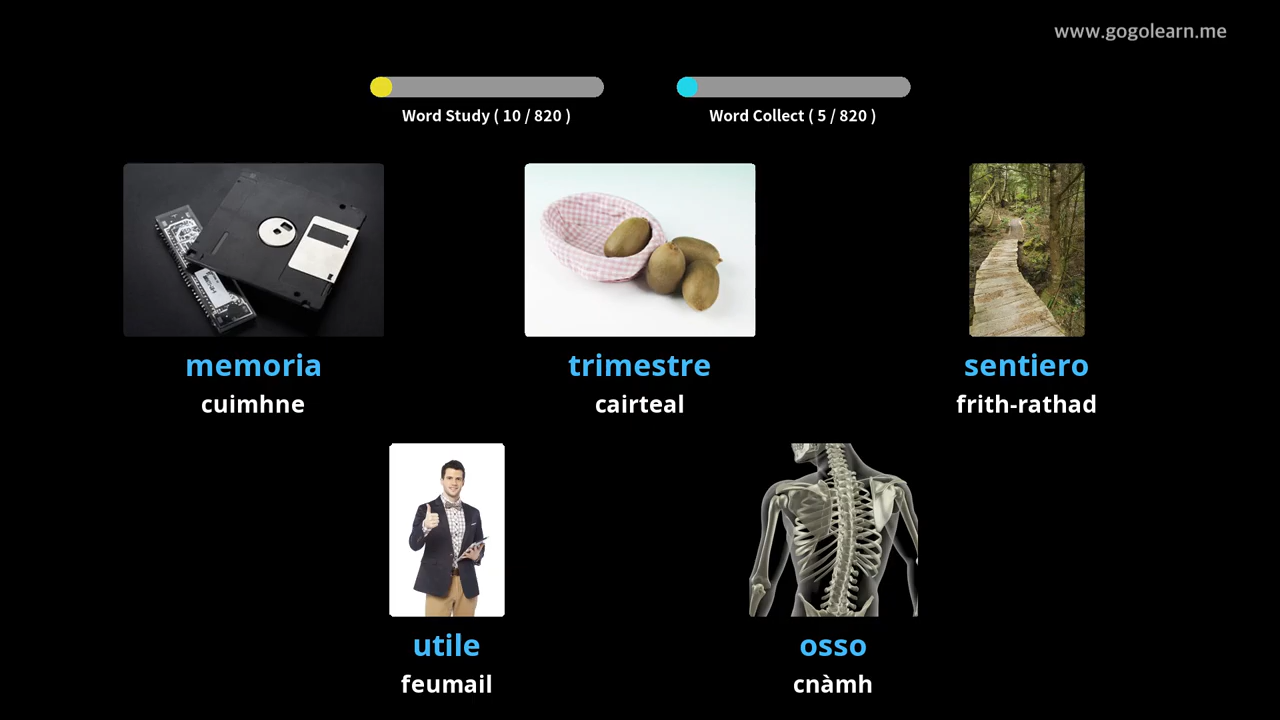 www.gogolearn.me
Word Study ( 10 / 820 )
Word Collect ( 5 / 820 )
memoria
cuimhne
trimestre
cairteal
sentiero
frith-rathad
utile
feumail
osso
cnàmh